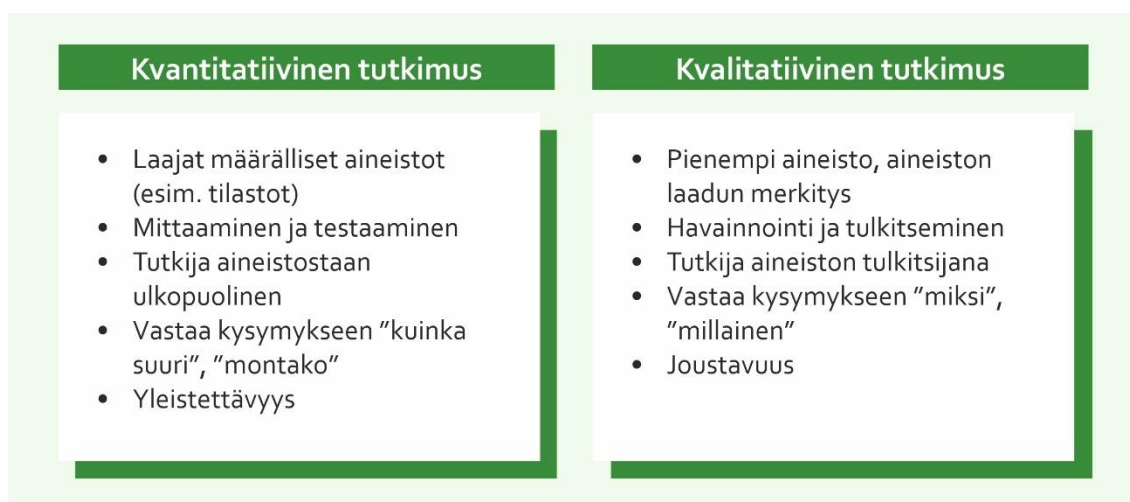 Kvantitatiivinen tutkimus
• Laajat määrälliset aineistot
(esim. tilastot)
• Mittaaminen ja testaaminen
• Tutkija aineistostaan
ulkopuolinen
• Vastaa kysymykseen ”kuinka
suuri”, ”montako”
• Yleistettävyys
Kvalitatiivinen tutkimus
• Pienempi aineisto, aineiston
laadun merkitys
• Havainnointi ja tulkitseminen
• Tutkija aineiston tulkitsijana
• Vastaa kysymykseen ”miksi”,
”millainen”
• Joustavuus